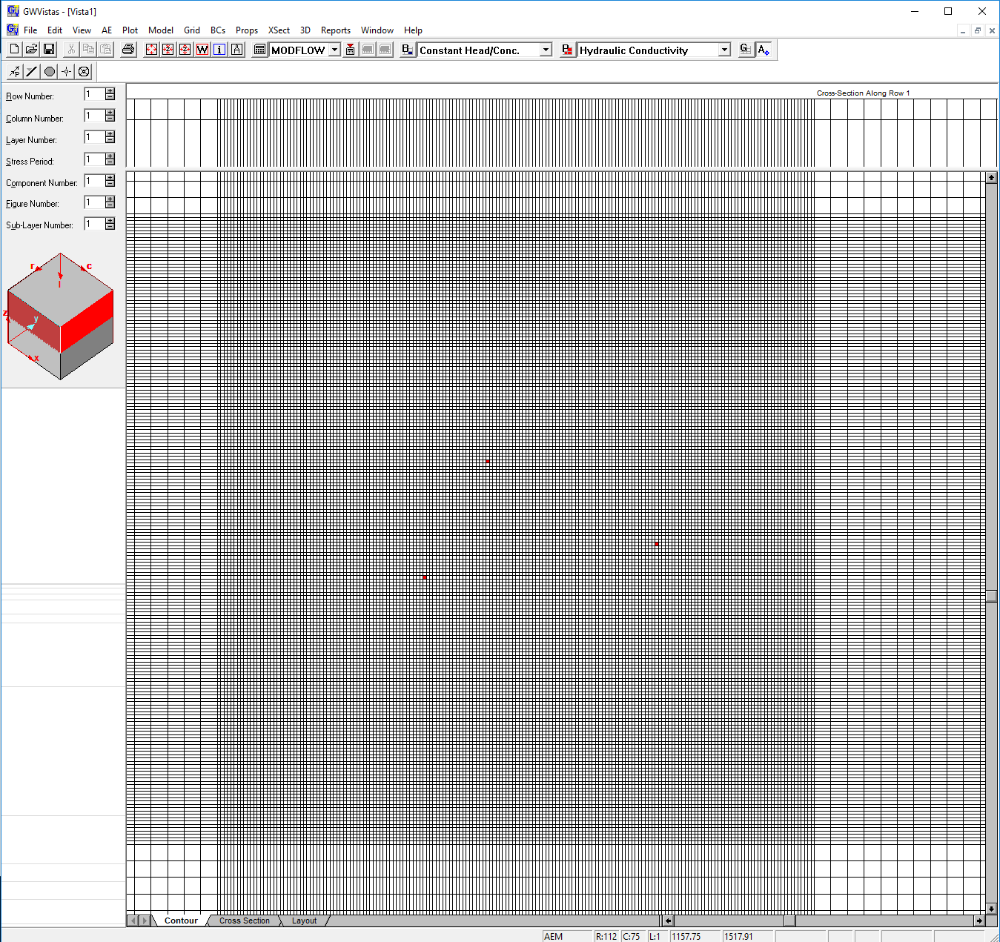 GWVistas - [Vista1]
File Edit View AE Plot Model Grid BCs Props XSect 3D Reports Window Help
W i A MODFLOW B Constant Head/Conc. P Hydraulic Conductivity G A
P
Row Number: 1
Column Number: 1
Layer Number: 1
Stress Period: 1
Component Number: 1
Figure Number: 1
Sub-Layer Number: 1
Cross-Section Along Row 1
r c
l
z y
x
Contour Cross Section Layout
AEM R:112 C:75 L:1 1157.75 1517.91